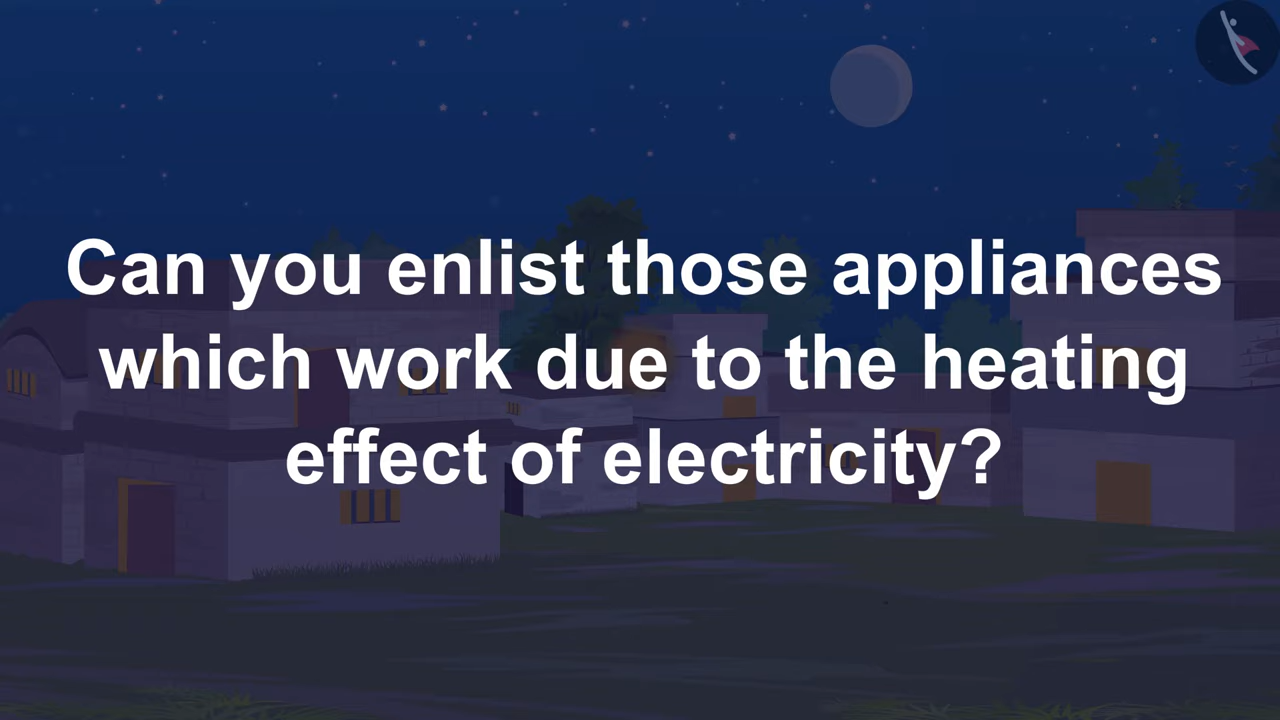 Can you enlist those appliances
which work due to the heating
effect of electricity?